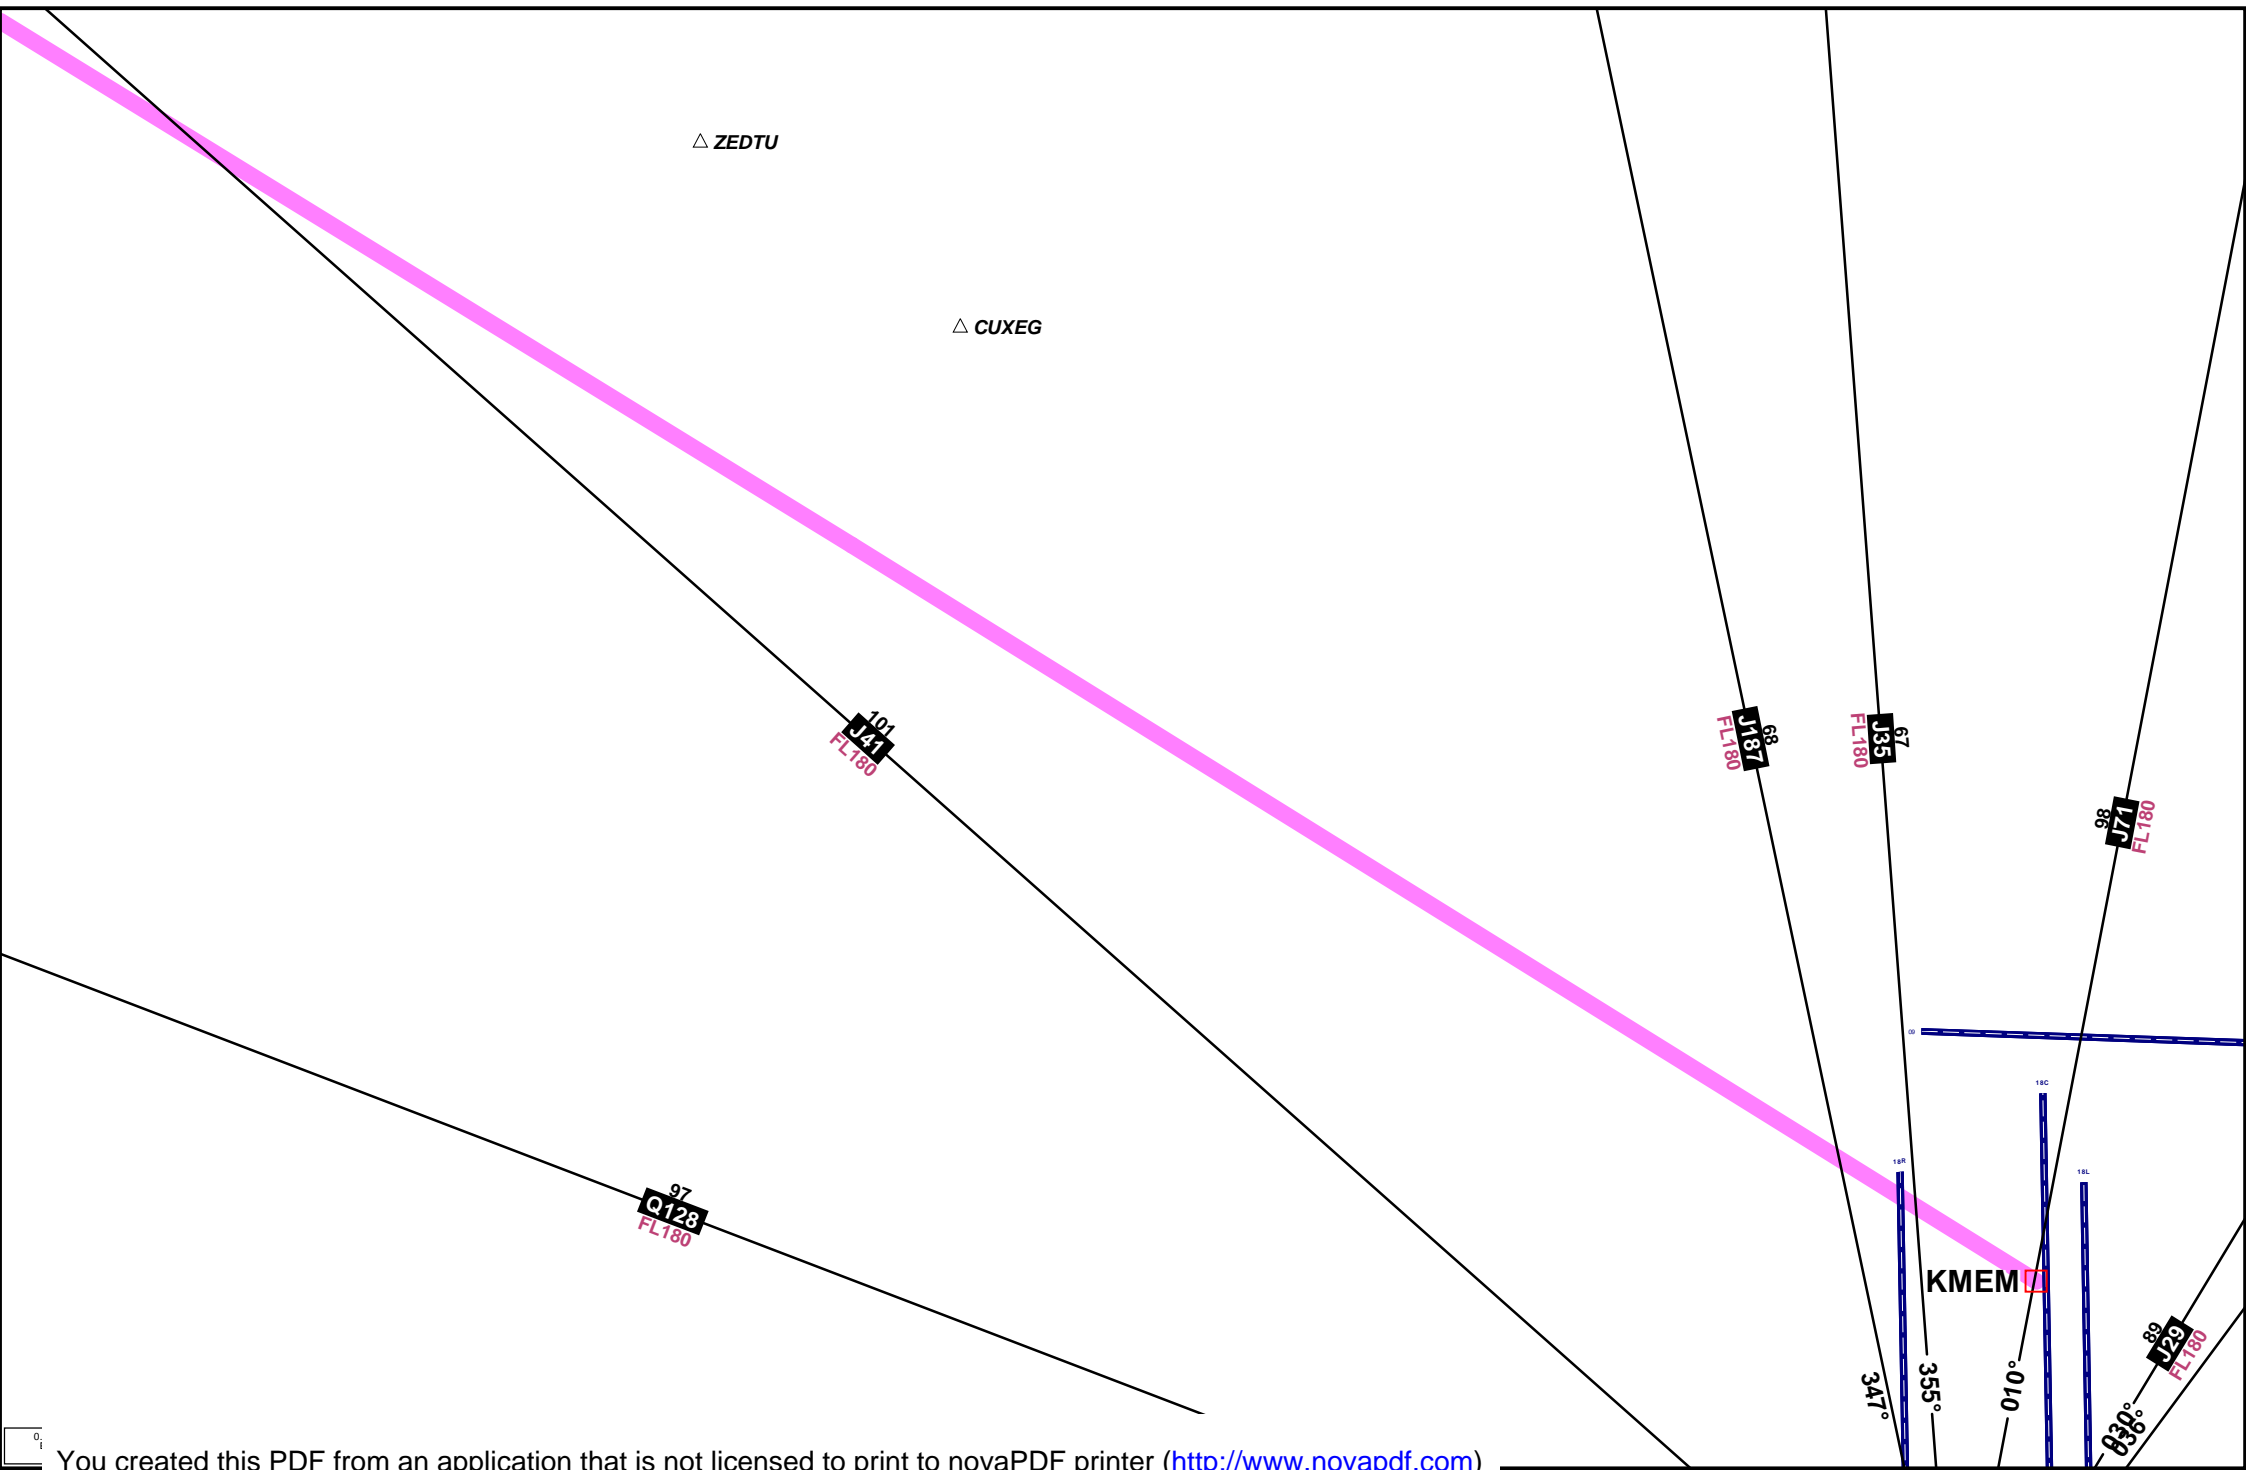 ZEDTU
CUXEG
101
J41
FL180
68
J187
FL180
67
J35
FL180
98
J71
FL180
09
18C
18R
18L
97
Q128
FL180
KMEM
89
J29
FL180
347°
355°
010°
030°
036°
You created this PDF from an application that is not licensed to print to novaPDF printer (http://www.novapdf.com)